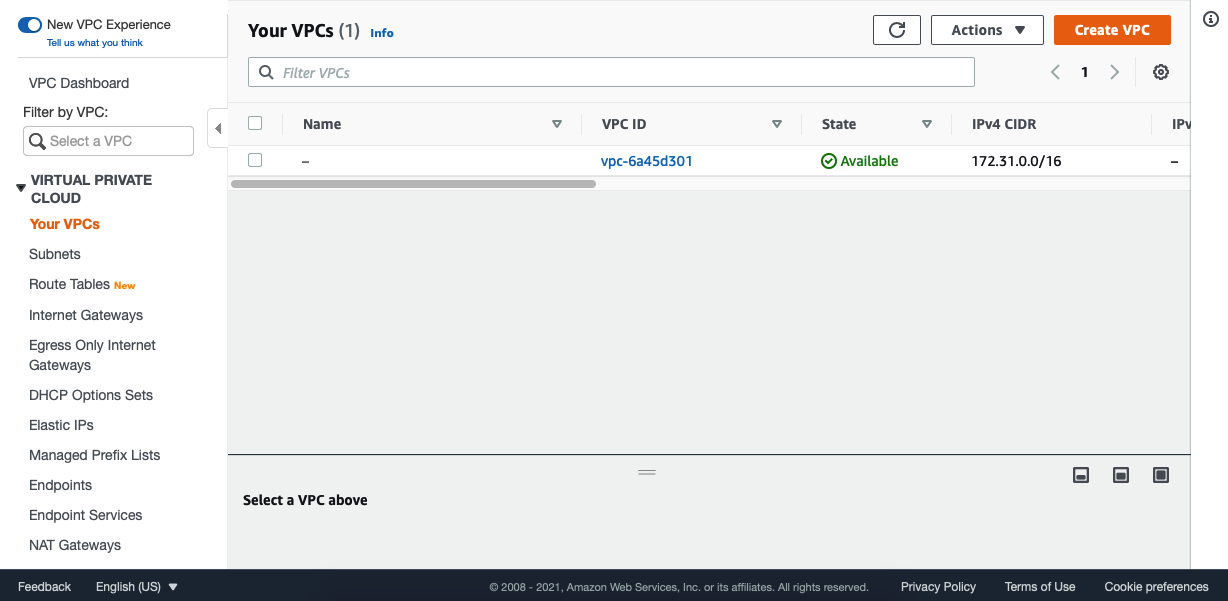 New VPC Experience
Tell us what you think
VPC Dashboard
Filter by VPC:
Select a VPC
VIRTUAL PRIVATE
CLOUD
Your VPCs
Subnets
Route Tables New
Internet Gateways
Egress Only Internet
Gateways
DHCP Options Sets
Elastic IPs
Managed Prefix Lists
Endpoints
Endpoint Services
NAT Gateways
Your VPCs (1) Info
Actions
Create VPC
Filter VPCs
1
Name VPC ID State IPv4 CIDR IPv
– vpc-6a45d301 Available 172.31.0.0/16 –
Select a VPC above
Feedback English (US) © 2008 - 2021, Amazon Web Services, Inc. or its affiliates. All rights reserved. Privacy Policy Terms of Use Cookie preferences